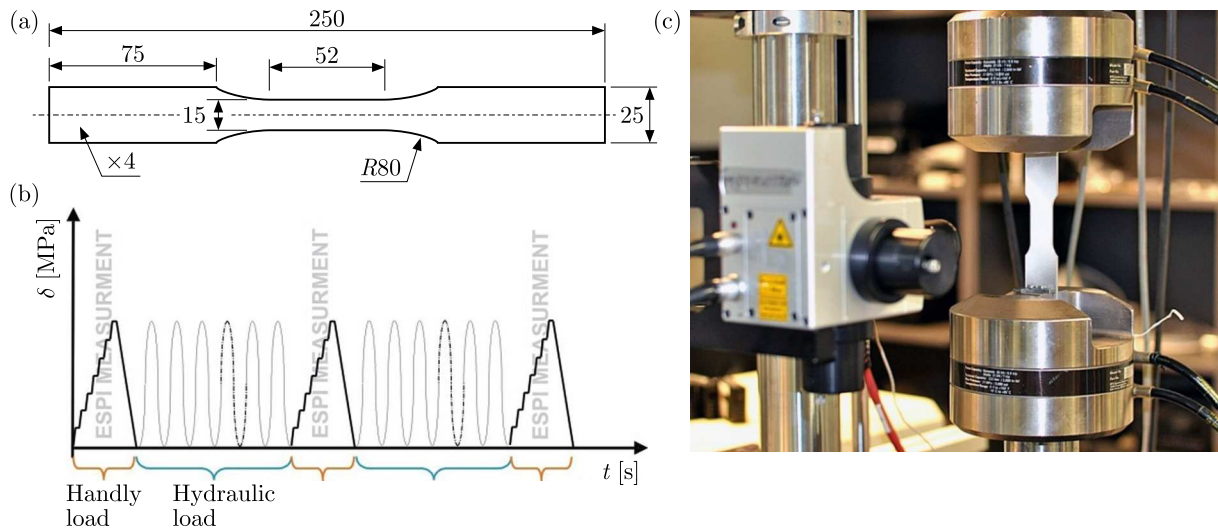 (a)
250
75
52
15
25
×4
R80
(b)
δ [MPa]
ESPI MEASURMENT
ESPI MEASURMENT
ESPI MEASURMENT
t [s]
Handly
load
Hydraulic
load
(c)